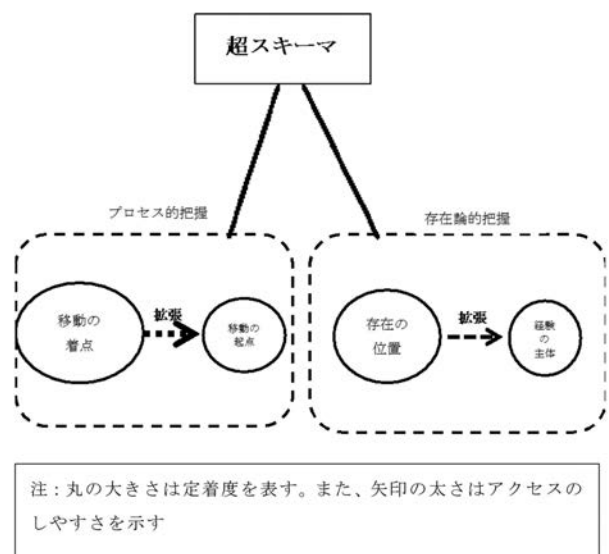 超スキーマ
プロセス的把握
存在論的把握
移動の
着点
拡張
移動の
起点
存在の
位置
拡張
経験
の
主体
注：丸の大きさは定着度を表す。また、矢印の太さはアクセスの
しやすさを示す